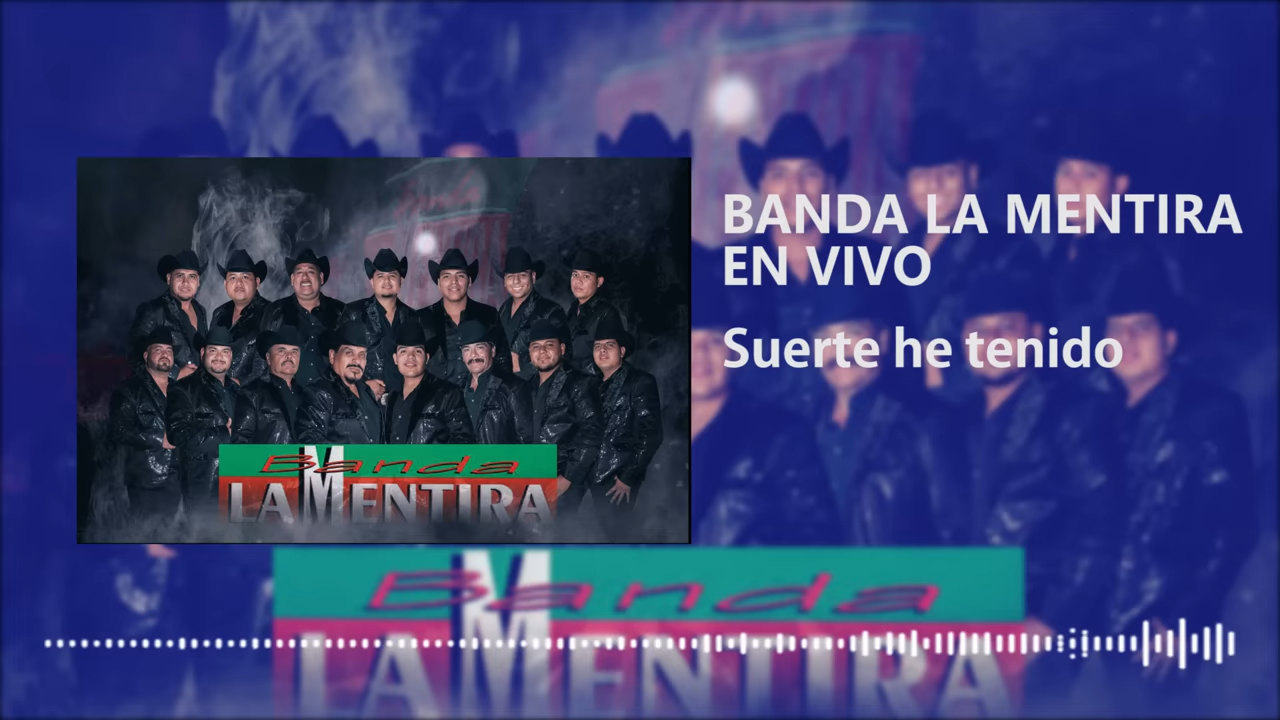 BANDA LA MENTIRA
EN VIVO
Suerte he tenido
Banda
LA MENTIRA
Banda
LA MENTIRA